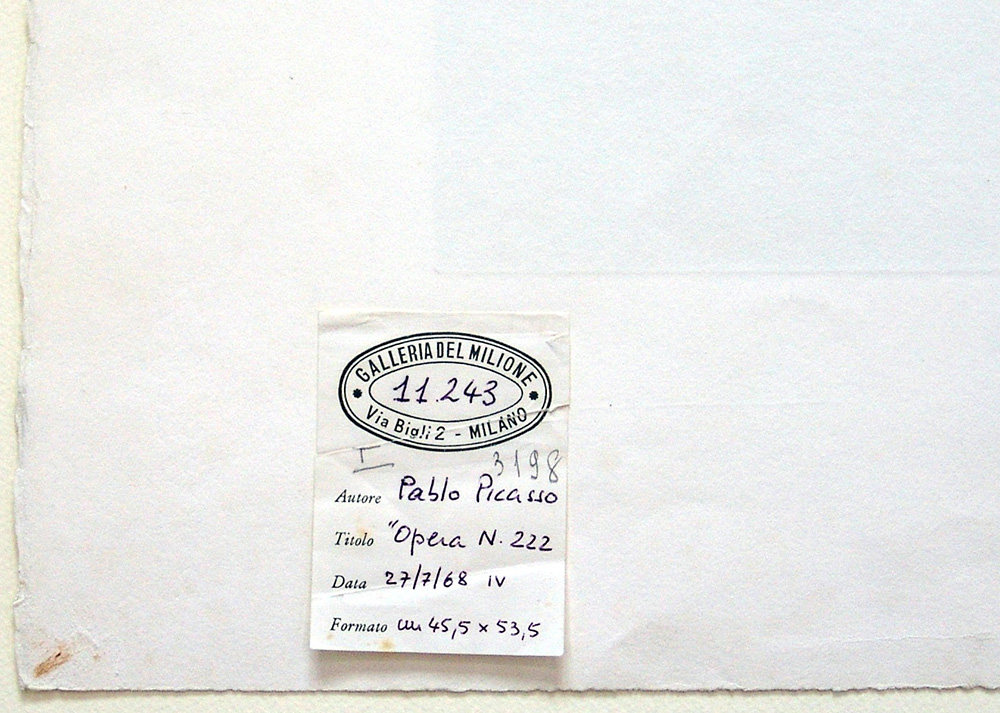 GALLERIA DEL MILIONE
11.243
Via Bigli 2 - MILANO
I
3198
Autore Pablo Picasso
Titolo "Opera N. 222
Data 27/7/68 IV
Formato cm 45,5 x 53,5